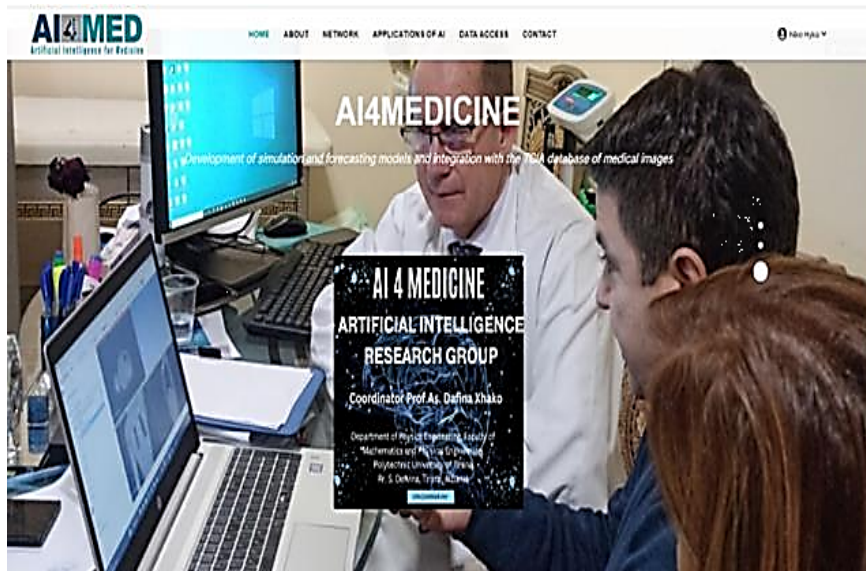 AI4MED
Artificial Intelligence for Medicine
HOME ABOUT NETWORK APPLICATIONS OF AI DATA ACCESS CONTACT
Niko Hyka
AI4MEDICINE
Development of simulation and forecasting models and integration with the TCIA database of medical images
AI 4 MEDICINE
ARTIFICIAL INTELLIGENCE
RESEARCH GROUP
Coordinator Prof.As. Dafina Xhako
Department of Physics Engineering, Faculty of
Mathematics and Physics Engineering
Polytechnic University of Tirana
Tirana, Albania